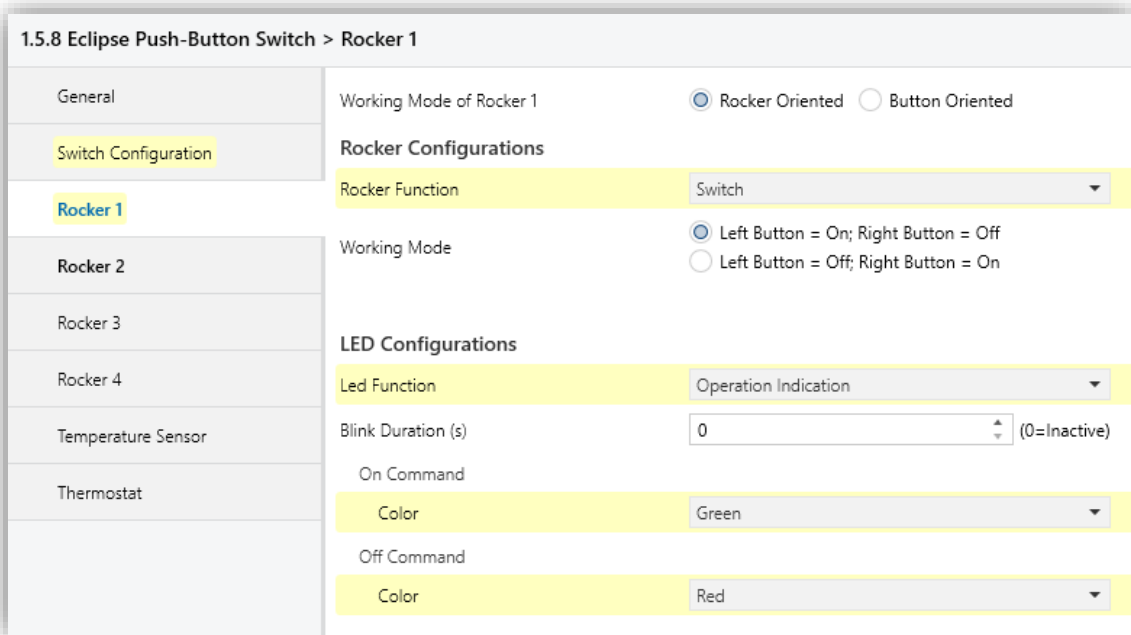 1.5.8 Eclipse Push-Button Switch > Rocker 1
General
Switch Configuration
Rocker 1
Rocker 2
Rocker 3
Rocker 4
Temperature Sensor
Thermostat
Working Mode of Rocker 1 Rocker Oriented Button Oriented
Rocker Configurations
Rocker Function Switch
Working Mode Left Button = On; Right Button = Off
Left Button = Off; Right Button = On
LED Configurations
Led Function Operation Indication
Blink Duration (s) 0 (0=Inactive)
On Command
Color Green
Off Command
Color Red